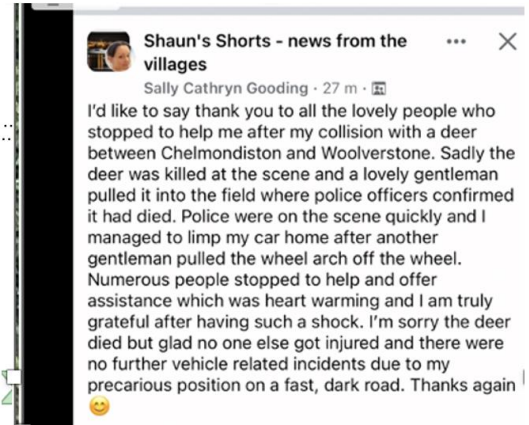 Shaun's Shorts - news from the
villages
Sally Cathryn Gooding · 27 m ·
I'd like to say thank you to all the lovely people who
stopped to help me after my collision with a deer
between Chelmondiston and Woolverstone. Sadly the
deer was killed at the scene and a lovely gentleman
pulled it into the field where police officers confirmed
it had died. Police were on the scene quickly and I
managed to limp my car home after another
gentleman pulled the wheel arch off the wheel.
Numerous people stopped to help and offer
assistance which was heart warming and I am truly
grateful after having such a shock. I'm sorry the deer
died but glad no one else got injured and there were
no further vehicle related incidents due to my
precarious position on a fast, dark road. Thanks again
😊